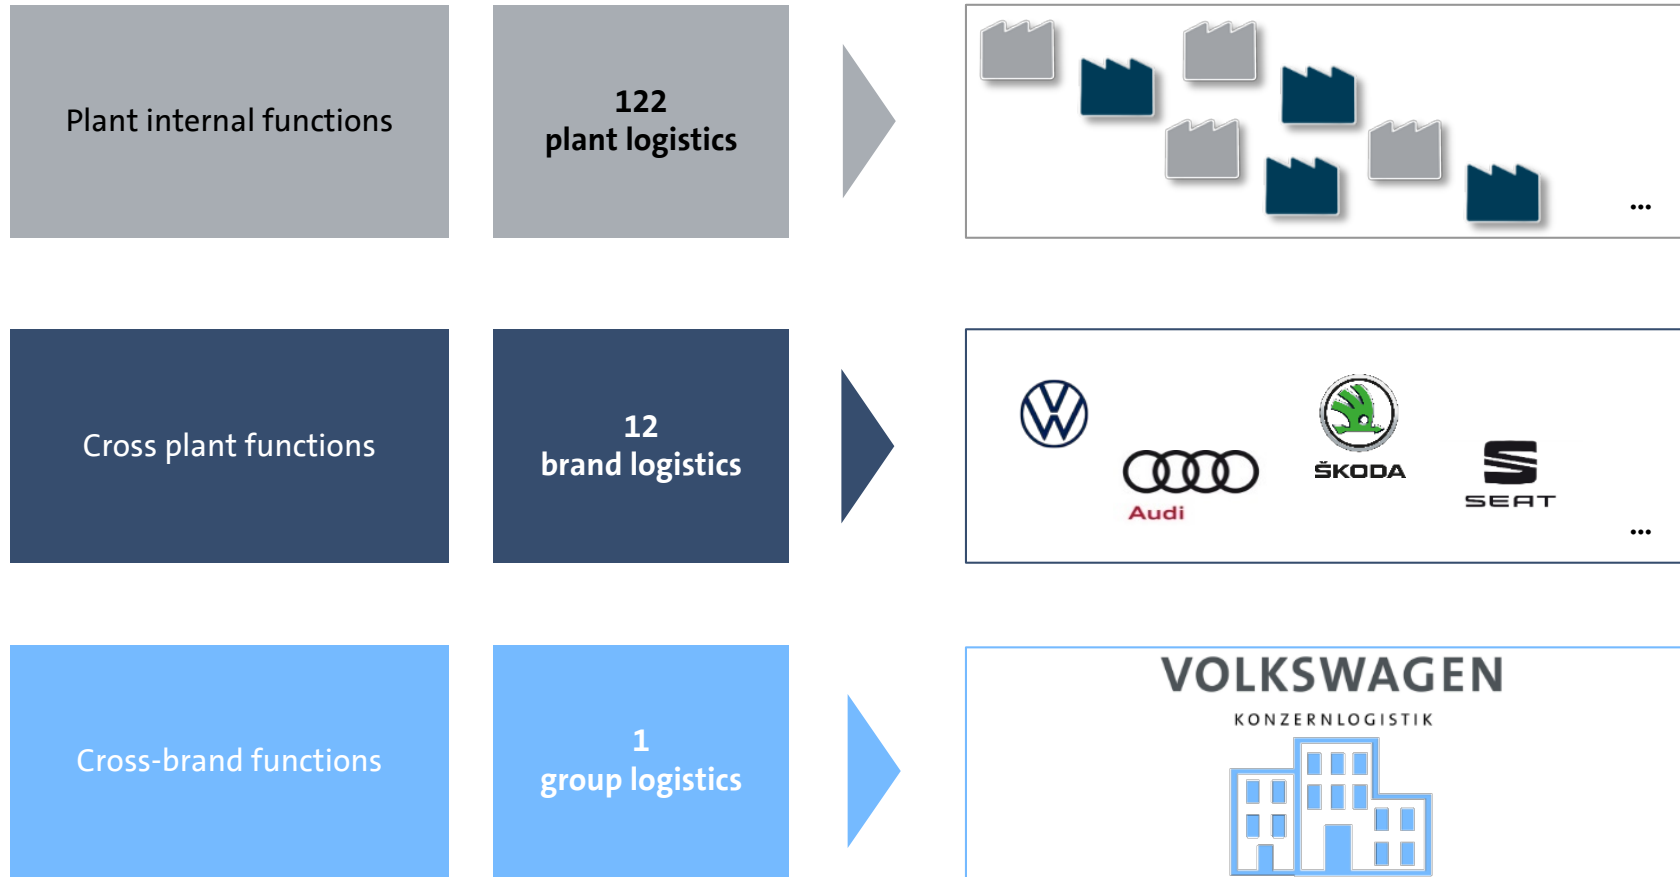 Plant internal functions
122
plant logistics
...
Cross plant functions
12
brand logistics
Audi
ŠKODA
SEAT
...
Cross-brand functions
1
group logistics
VOLKSWAGEN
KONZERNLOGISTIK